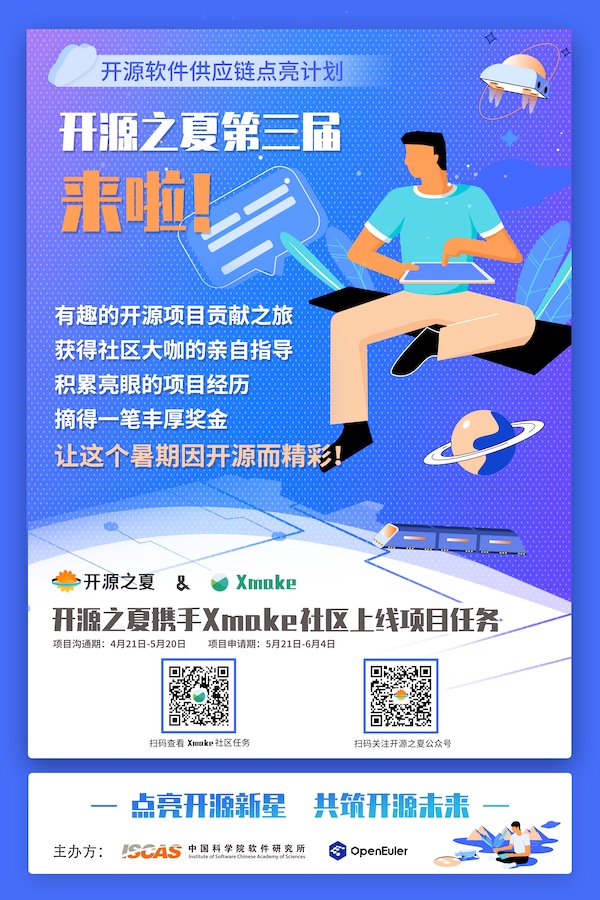 开源软件供应链点亮计划
开源之夏第三届
来啦!
有趣的开源项目贡献之旅
获得社区大咖的亲自指导
积累亮眼的项目经历
摘得一笔丰厚奖金
让这个暑期因开源而精彩!
开源之夏 & Xmake
开源之夏携手Xmake社区上线项目任务
项目沟通期：4月21日-5月20日 项目申请期：5月21日-6月4日
扫码查看 Xmake 社区任务 扫码关注开源之夏公众号
点亮开源新星 共筑开源未来
主办方： ISCAS 中国科学院软件研究所 OpenEuler
Institute of Software Chinese Academy of Sciences